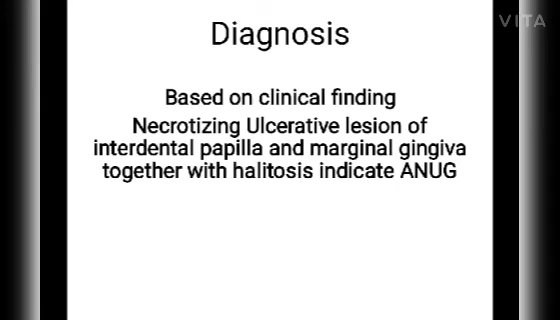 Diagnosis
VITA
Based on clinical finding
Necrotizing Ulcerative lesion of
interdental papilla and marginal gingiva
together with halitosis indicate ANUG